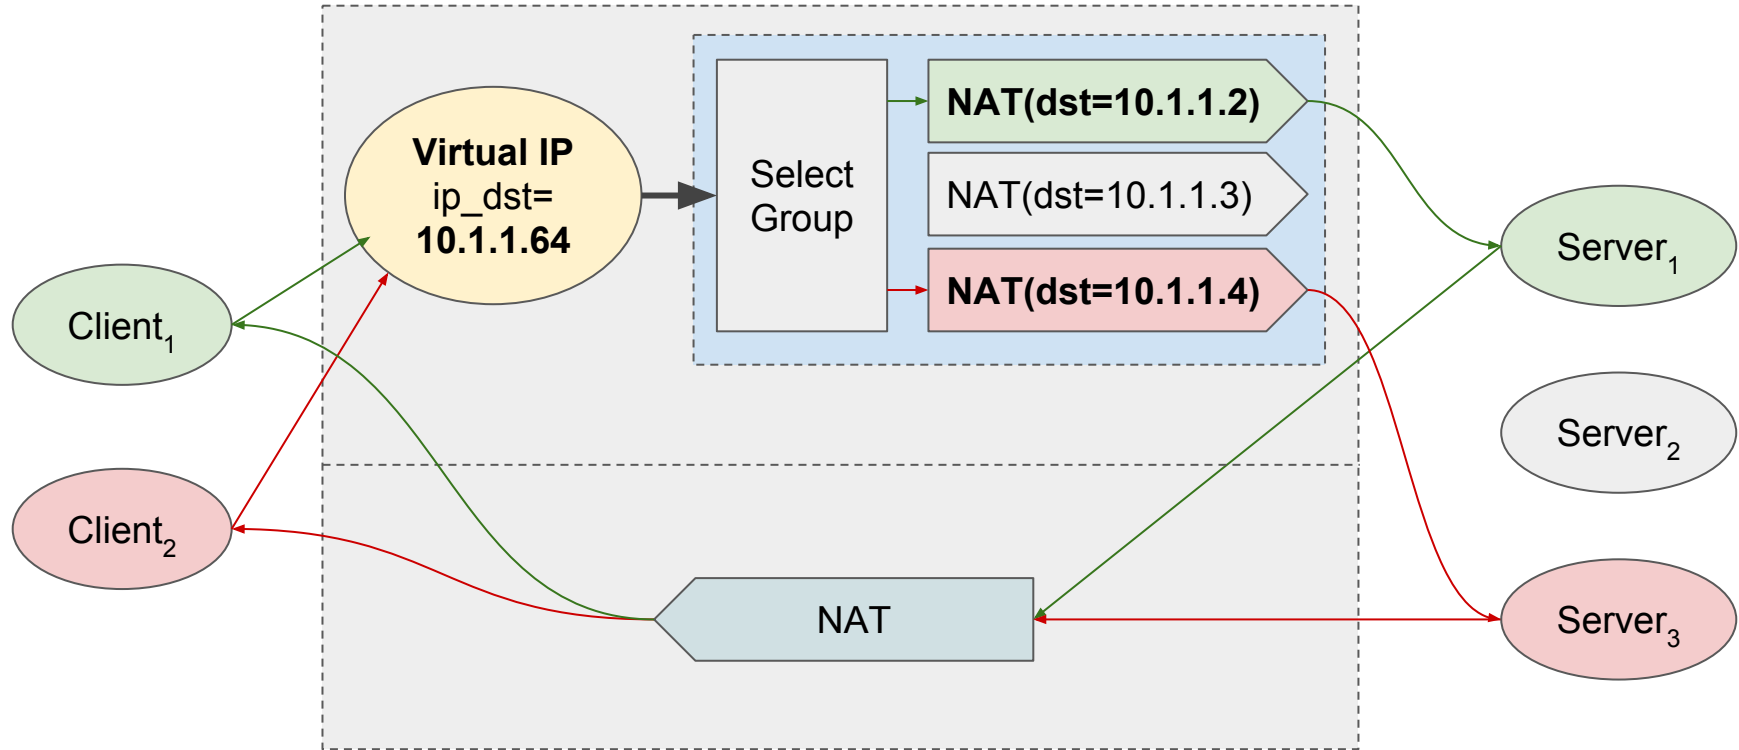 Virtual IP
ip_dst=
10.1.1.64
Select
Group
NAT(dst=10.1.1.2)
NAT(dst=10.1.1.3)
NAT(dst=10.1.1.4)
Client1
Client2
Server1
Server2
Server3
NAT